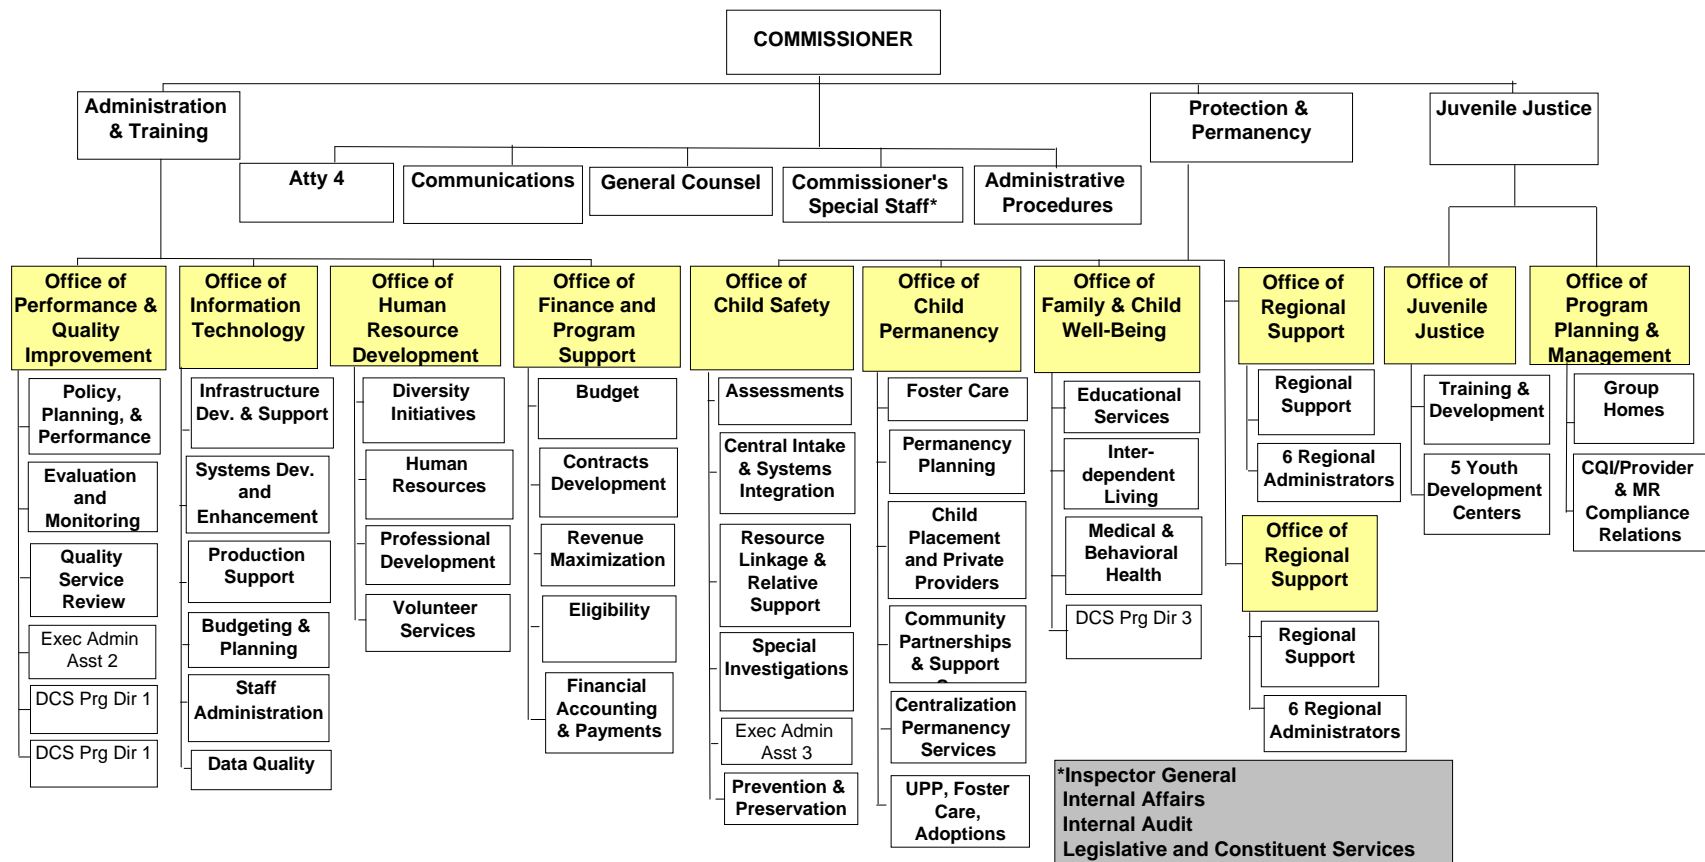 COMMISSIONER
Administration
& Training
Protection &
Permanency
Juvenile Justice
Atty 4
Communications
General Counsel
Commissioner's
Special Staff*
Administrative
Procedures
Office of
Performance &
Quality
Improvement
Office of
Information
Technology
Office of
Human
Resource
Development
Office of
Finance and
Program
Support
Office of
Child Safety
Office of
Child
Permanency
Office of
Family & Child
Well-Being
Office of
Regional
Support
Office of
Juvenile
Justice
Office of
Program
Planning &
Management
Policy,
Planning, &
Performance
Evaluation and
Monitoring
Quality
Service
Review
Exec Admin
Asst 2
DCS Prg Dir 1
DCS Prg Dir 1
Infrastructure
Dev. & Support
Systems Dev.
and
Enhancement
Production
Support
Budgeting &
Planning
Staff
Administration
Data Quality
Diversity
Initiatives
Human
Resources
Professional
Development
Volunteer
Services
Budget
Contracts
Development
Revenue
Maximization
Eligibility
Financial
Accounting
& Payments
Assessments
Central Intake
& Systems
Integration
Resource
Linkage &
Relative
Support
Special
Investigations
Exec Admin
Asst 3
Prevention &
Preservation
Foster Care
Permanency
Planning
Child
Placement
and Private
Providers
Community
Partnerships
& Support
Centralization
Permanency
Services
UPP, Foster
Care,
Adoptions
Educational
Services
Inter-
dependent
Living
Medical &
Behavioral
Health
DCS Prg Dir 3
Regional
Support
6 Regional
Administrators
Office of
Regional
Support
Regional
Support
6 Regional
Administrators
Training &
Development
5 Youth
Development
Centers
Group
Homes
CQI/Provider
& MR
Compliance
Relations
*Inspector General
Internal Affairs
Internal Audit
Legislative and Constituent Services